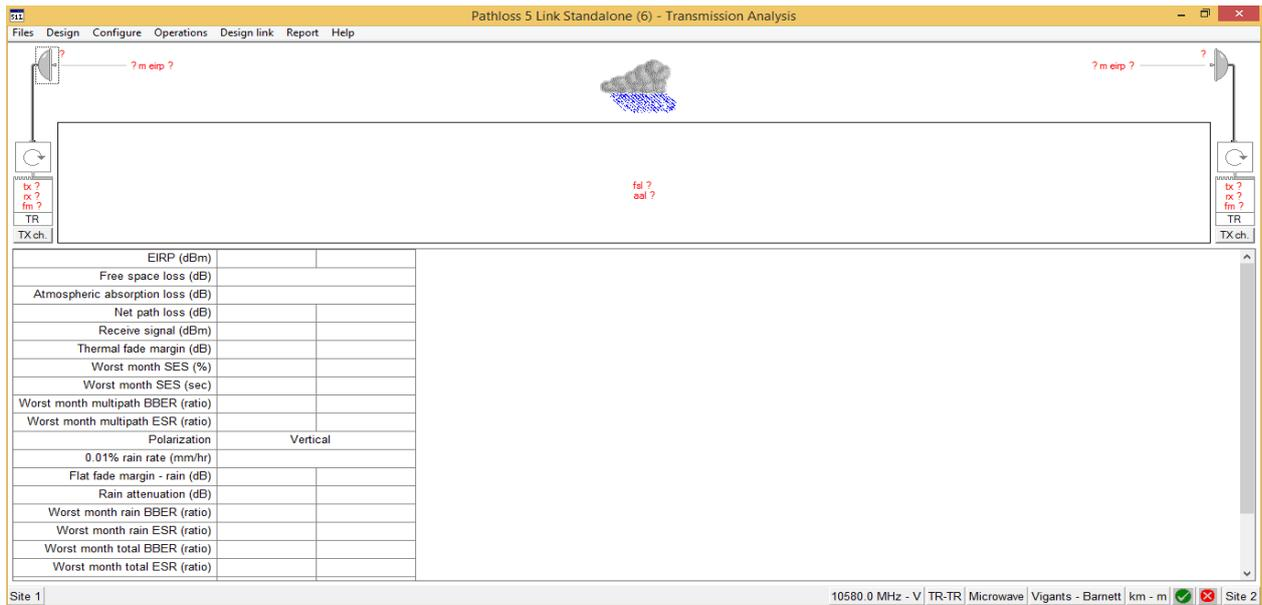 Pathloss 5 Link Standalone (6) - Transmission Analysis
Files Design Configure Operations Design link Report Help
?
? m eirp ?
? m eirp ?
?
fsl ?
aal ?
tx ?
rx ?
fm ?
TR
TX ch.
tx ?
rx ?
fm ?
TR
TX ch.
EIRP (dBm)
Free space loss (dB)
Atmospheric absorption loss (dB)
Net path loss (dB)
Receive signal (dBm)
Thermal fade margin (dB)
Worst month SES (%)
Worst month SES (sec)
Worst month multipath BBER (ratio)
Worst month multipath ESR (ratio)
Polarization Vertical
0.01% rain rate (mm/hr)
Flat fade margin - rain (dB)
Rain attenuation (dB)
Worst month rain BBER (ratio)
Worst month rain ESR (ratio)
Worst month total BBER (ratio)
Worst month total ESR (ratio)
Site 1 10580.0 MHz - V TR-TR Microwave Vigants - Barnett km - m Site 2